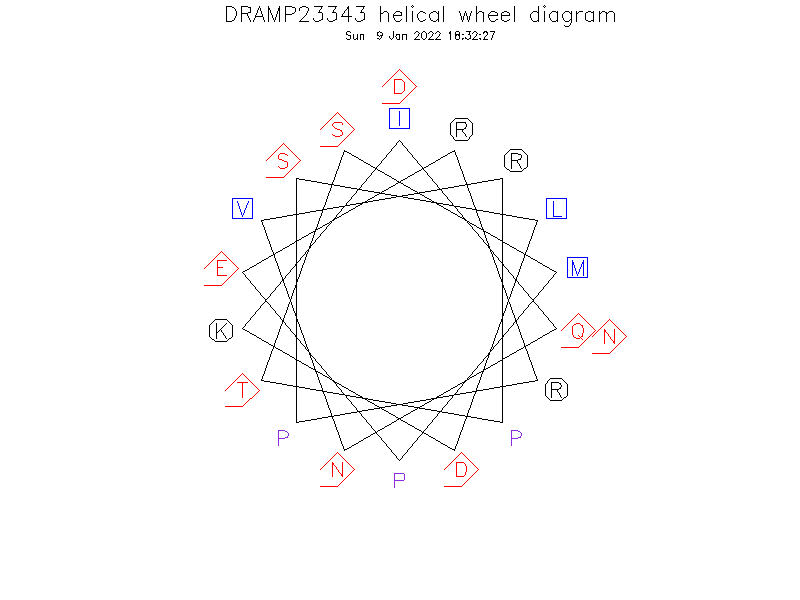 DRAMP23343 helical wheel diagram
Sun 9 Jan 2022 18:32:27
D
I
S R
S R
V L
E M
K Q N
T R
P P
N D
P